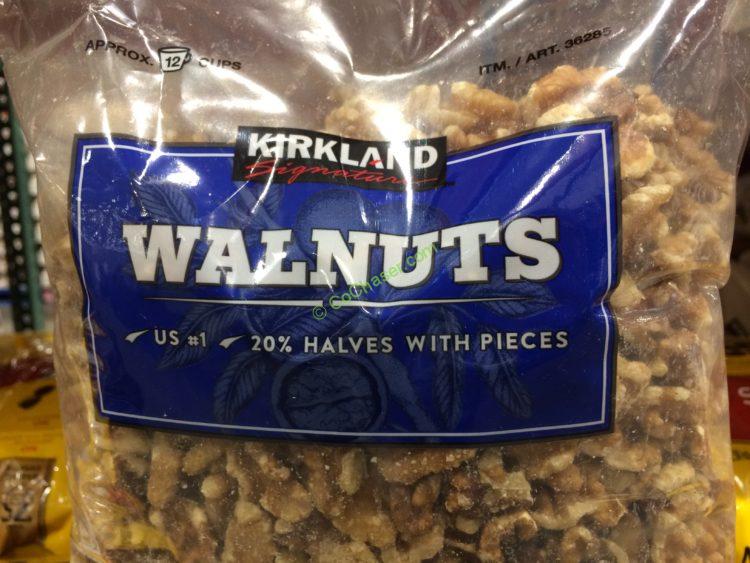 APPROX. 12 CUPS
ITM. / ART. 36285
KIRKLAND
Signature
WALNUTS
© CoChaser.com
US #1 20% HALVES WITH PIECES